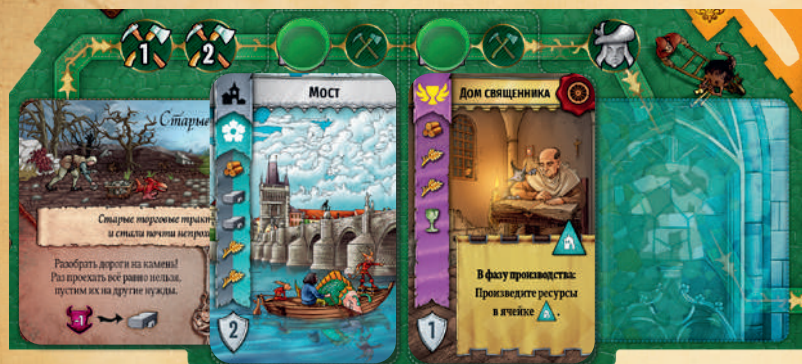 1
2
Старые
Старые торговые тракт
и стали почти непрох
Разобрать дороги на камень!
Раз проехать всё равно нельзя,
пустим их на другие нужды.
-1
Мост
2
Дом священника
В фазу производства:
Произведите ресурсы
в ячейке .
1